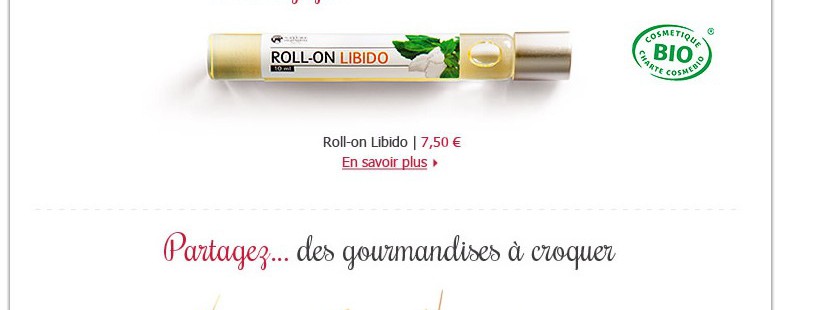 ROLL-ON LIBIDO
10 ml
COSMETIQUE
BIO
®
CHARTE COSMEBIO
Roll-on Libido | 7,50 €
En savoir plus
Partagez... des gourmandises à croquer